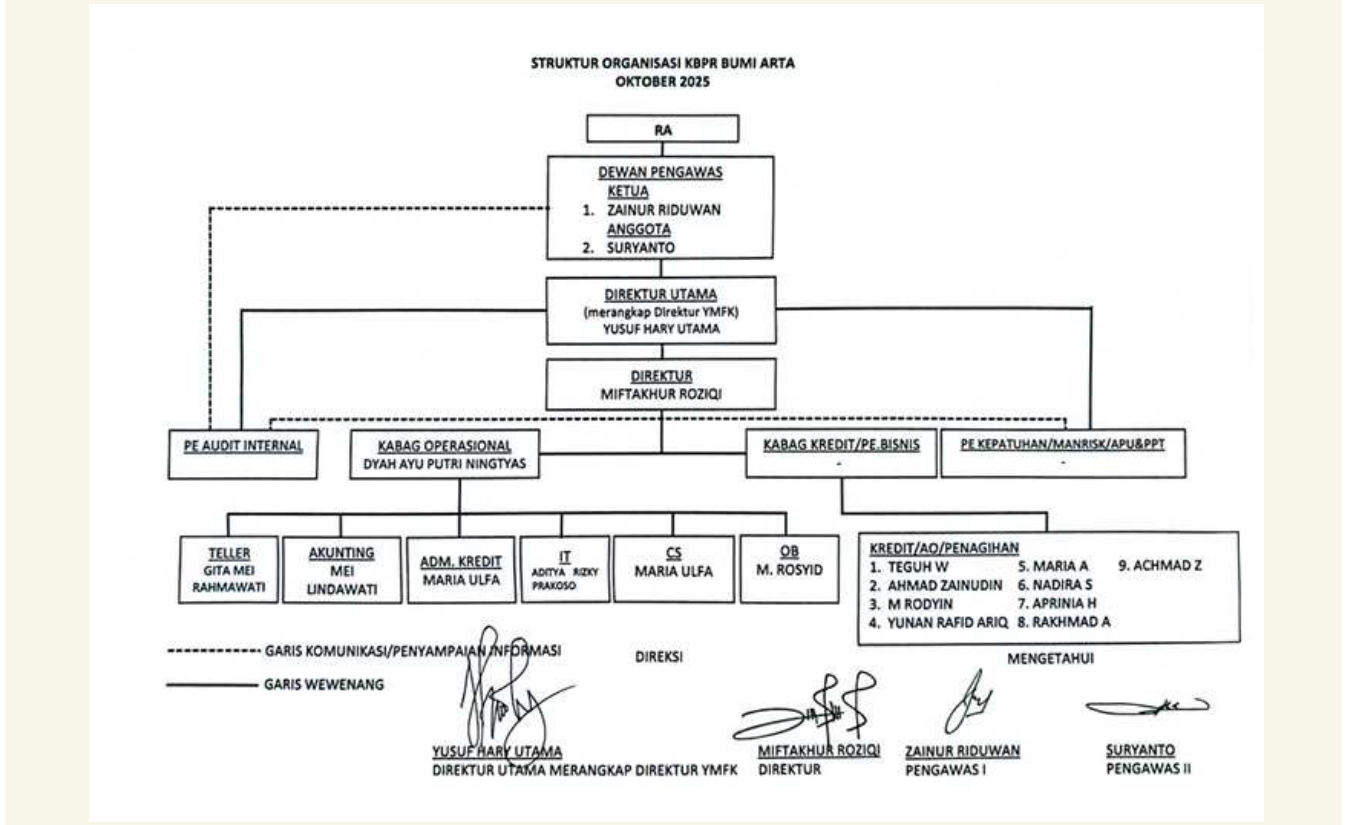 STRUKTUR ORGANISASI KBPR BUMI ARTA
OKTOBER 2025
RA
DEWAN PENGAWAS
KETUA
1. ZAINUR RIDUWAN
ANGGOTA
2. SURYANTO
DIREKTUR UTAMA
(merangkap Direktur YMFK)
YUSUF HARY UTAMA
DIREKTUR
MIFTAKHUR ROZIQI
PE AUDIT INTERNAL
KABAG OPERASIONAL
DYAH AYU PUTRI NINGTYAS
KABAG KREDIT/PE.BISNIS
-
PE KEPATUHAN/MANRISK/APU&PPT
-
TELLER
GITA MEI
RAHMAWATI
AKUNTING
MEI
LINDAWATI
ADM. KREDIT
MARIA ULFA
IT
ADITYA RIZKY
PRAKOSO
CS
MARIA ULFA
OB
M. ROSYID
KREDIT/AO/PENAGIHAN
1. TEGUH W 5. MARIA A 9. ACHMAD Z
2. AHMAD ZAINUDIN 6. NADIRA S
3. M RODYIN 7. APRINIA H
4. YUNAN RAFID ARIQ 8. RAKHMAD A
GARIS KOMUNIKASI/PENYAMPAIAN INFORMASI
GARIS WEWENANG
DIREKSI
MENGETAHUI
YUSUF HARY UTAMA
DIREKTUR UTAMA MERANGKAP DIREKTUR YMFK
MIFTAKHUR ROZIQI
DIREKTUR
ZAINUR RIDUWAN
PENGAWAS I
SURYANTO
PENGAWAS II